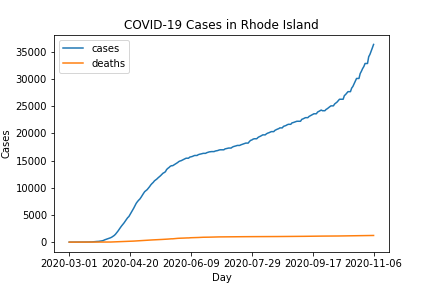 COVID-19 Cases in Rhode Island
cases
deaths
35000
30000
25000
20000
15000
10000
5000
0
Cases
2020-03-01 2020-04-20 2020-06-09 2020-07-29 2020-09-17 2020-11-06
Day